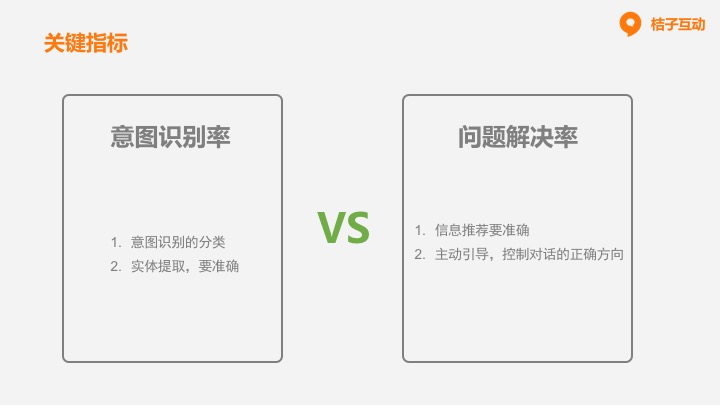 关键指标
桔子互动
意图识别率
1. 意图识别的分类
2. 实体提取，要准确
VS
问题解决率
1. 信息推荐要准确
2. 主动引导，控制对话的正确方向